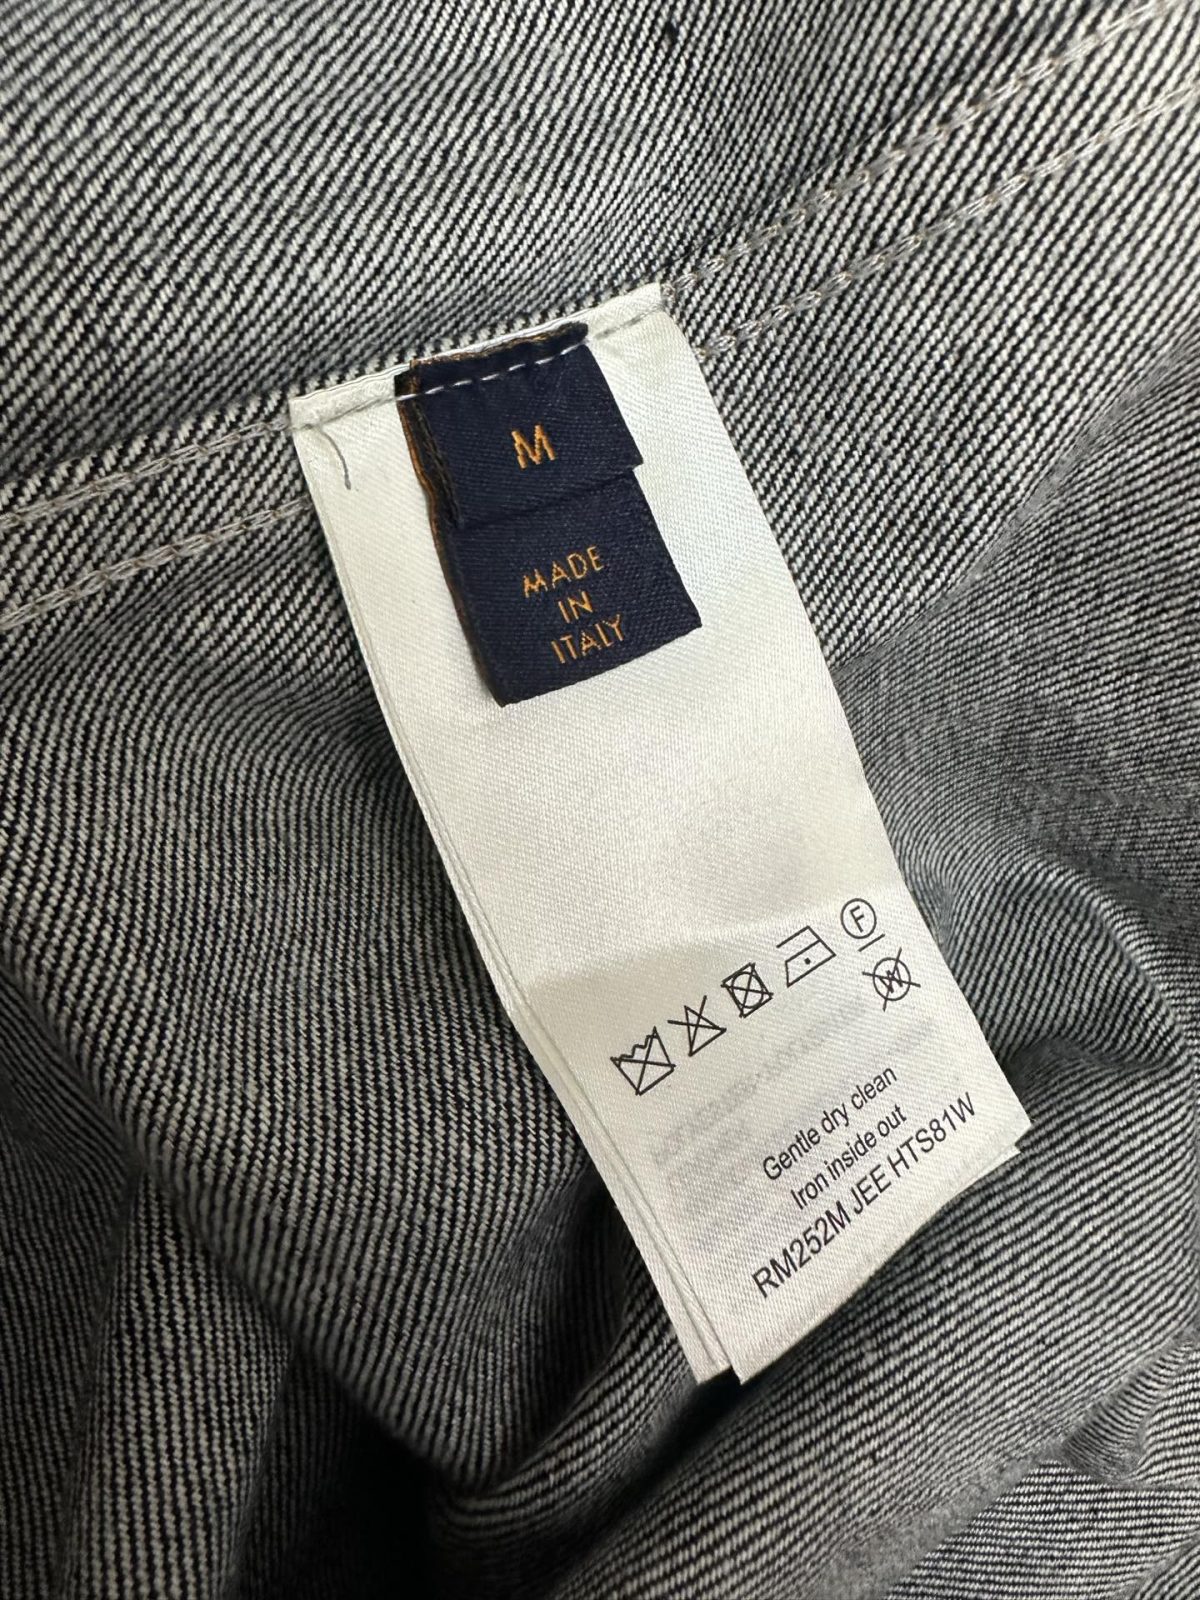 M
MADE
IN
ITALY
F
W
Gentle dry clean
Iron inside out
RM252M JEE HTS81W